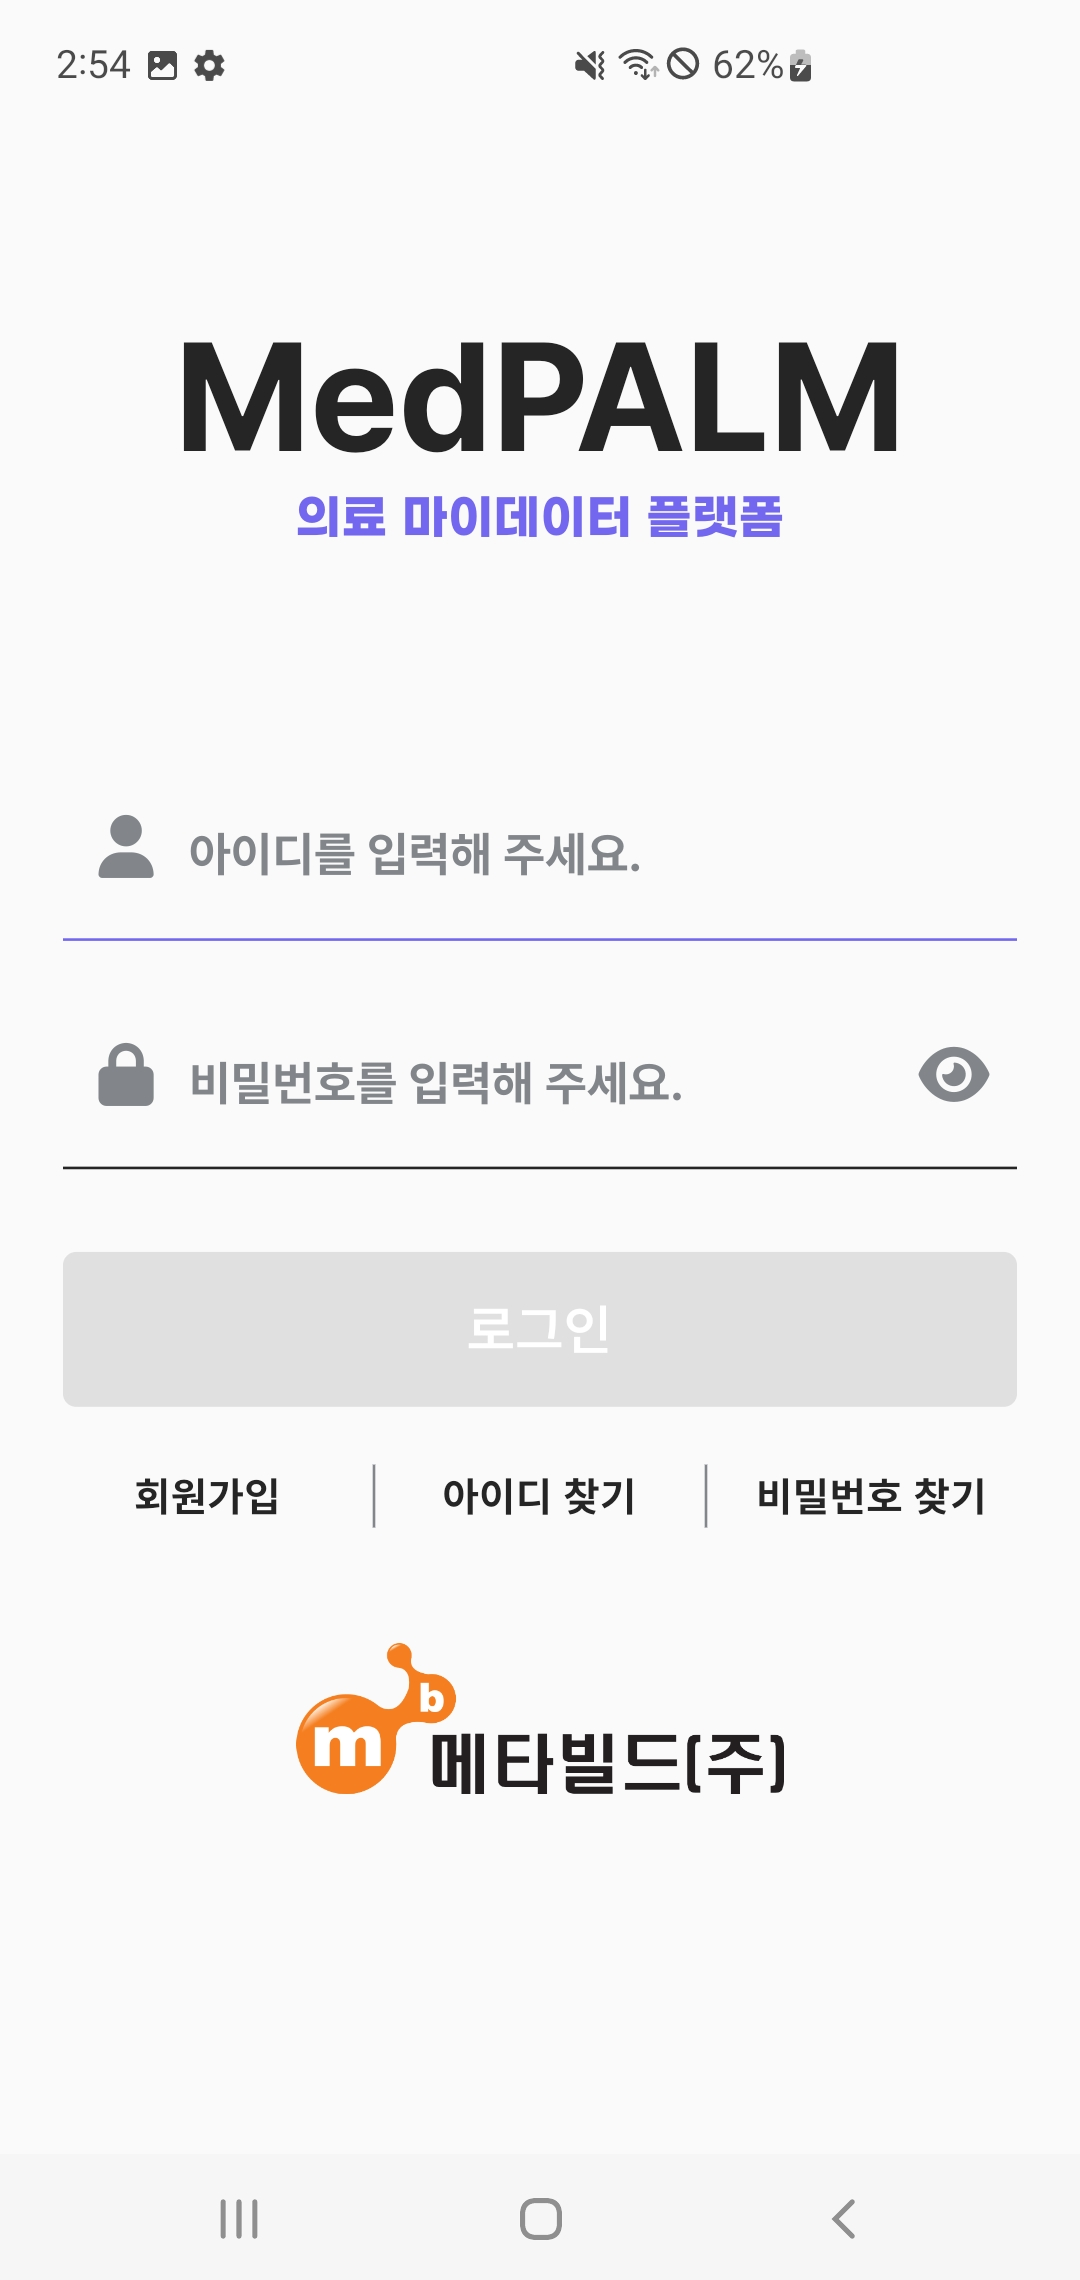 2:54
62%
MedPALM
의료 마이데이터 플랫폼
아이디를 입력해 주세요.
비밀번호를 입력해 주세요.
로그인
회원가입
아이디 찾기
비밀번호 찾기
m b 메타빌드(주)